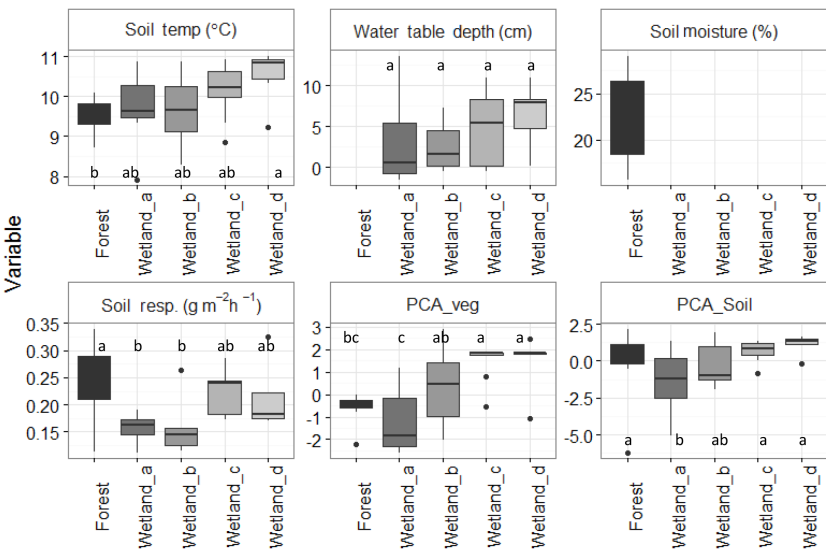 Variable
Soil temp (°C)
11
10
9
8
b ab ab ab a
Forest
Wetland_a
Wetland_b
Wetland_c
Wetland_d
Water table depth (cm)
10
5
0
a a a a
Forest
Wetland_a
Wetland_b
Wetland_c
Wetland_d
Soil moisture (%)
25
20
Forest
Wetland_a
Wetland_b
Wetland_c
Wetland_d
Soil resp. (g m⁻²h⁻¹)
0.35
0.30
0.25
0.20
0.15
a b b ab ab
Forest
Wetland_a
Wetland_b
Wetland_c
Wetland_d
PCA_veg
3
2
1
0
-1
-2
bc c ab a a
Forest
Wetland_a
Wetland_b
Wetland_c
Wetland_d
PCA_Soil
2.5
0.0
-2.5
-5.0
a b ab a a
Forest
Wetland_a
Wetland_b
Wetland_c
Wetland_d